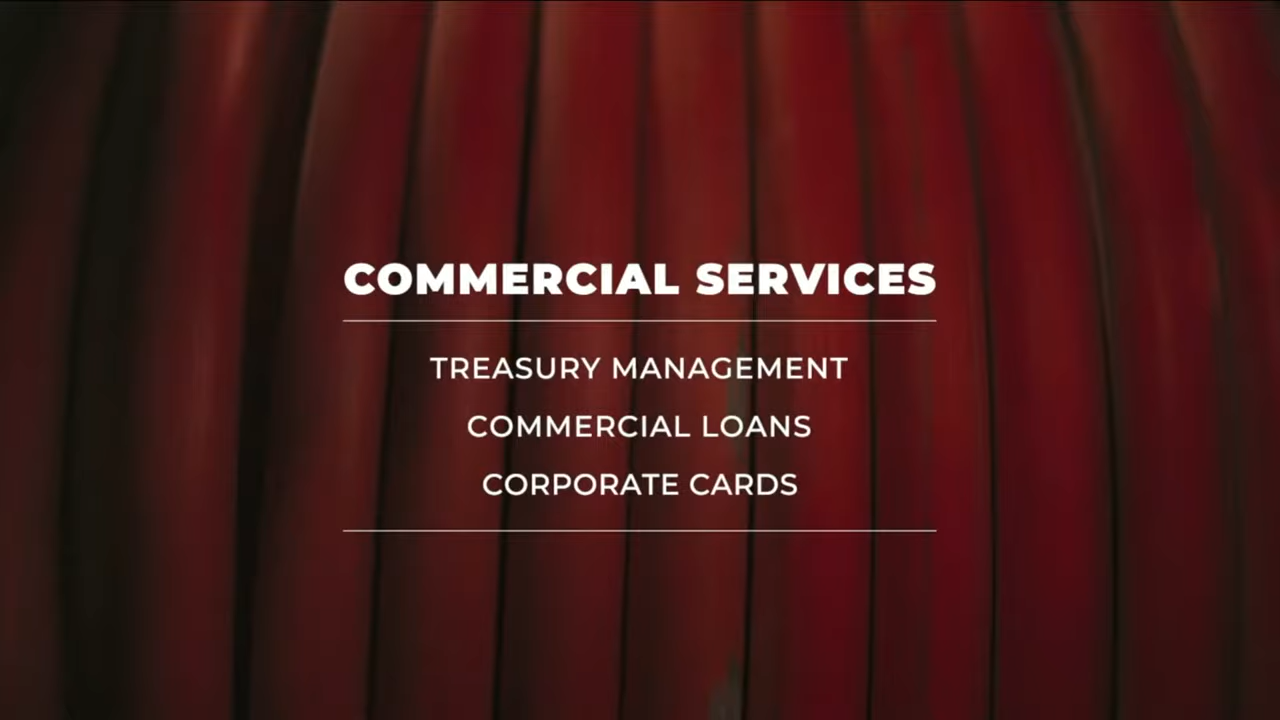 COMMERCIAL SERVICES
TREASURY MANAGEMENT
COMMERCIAL LOANS
CORPORATE CARDS